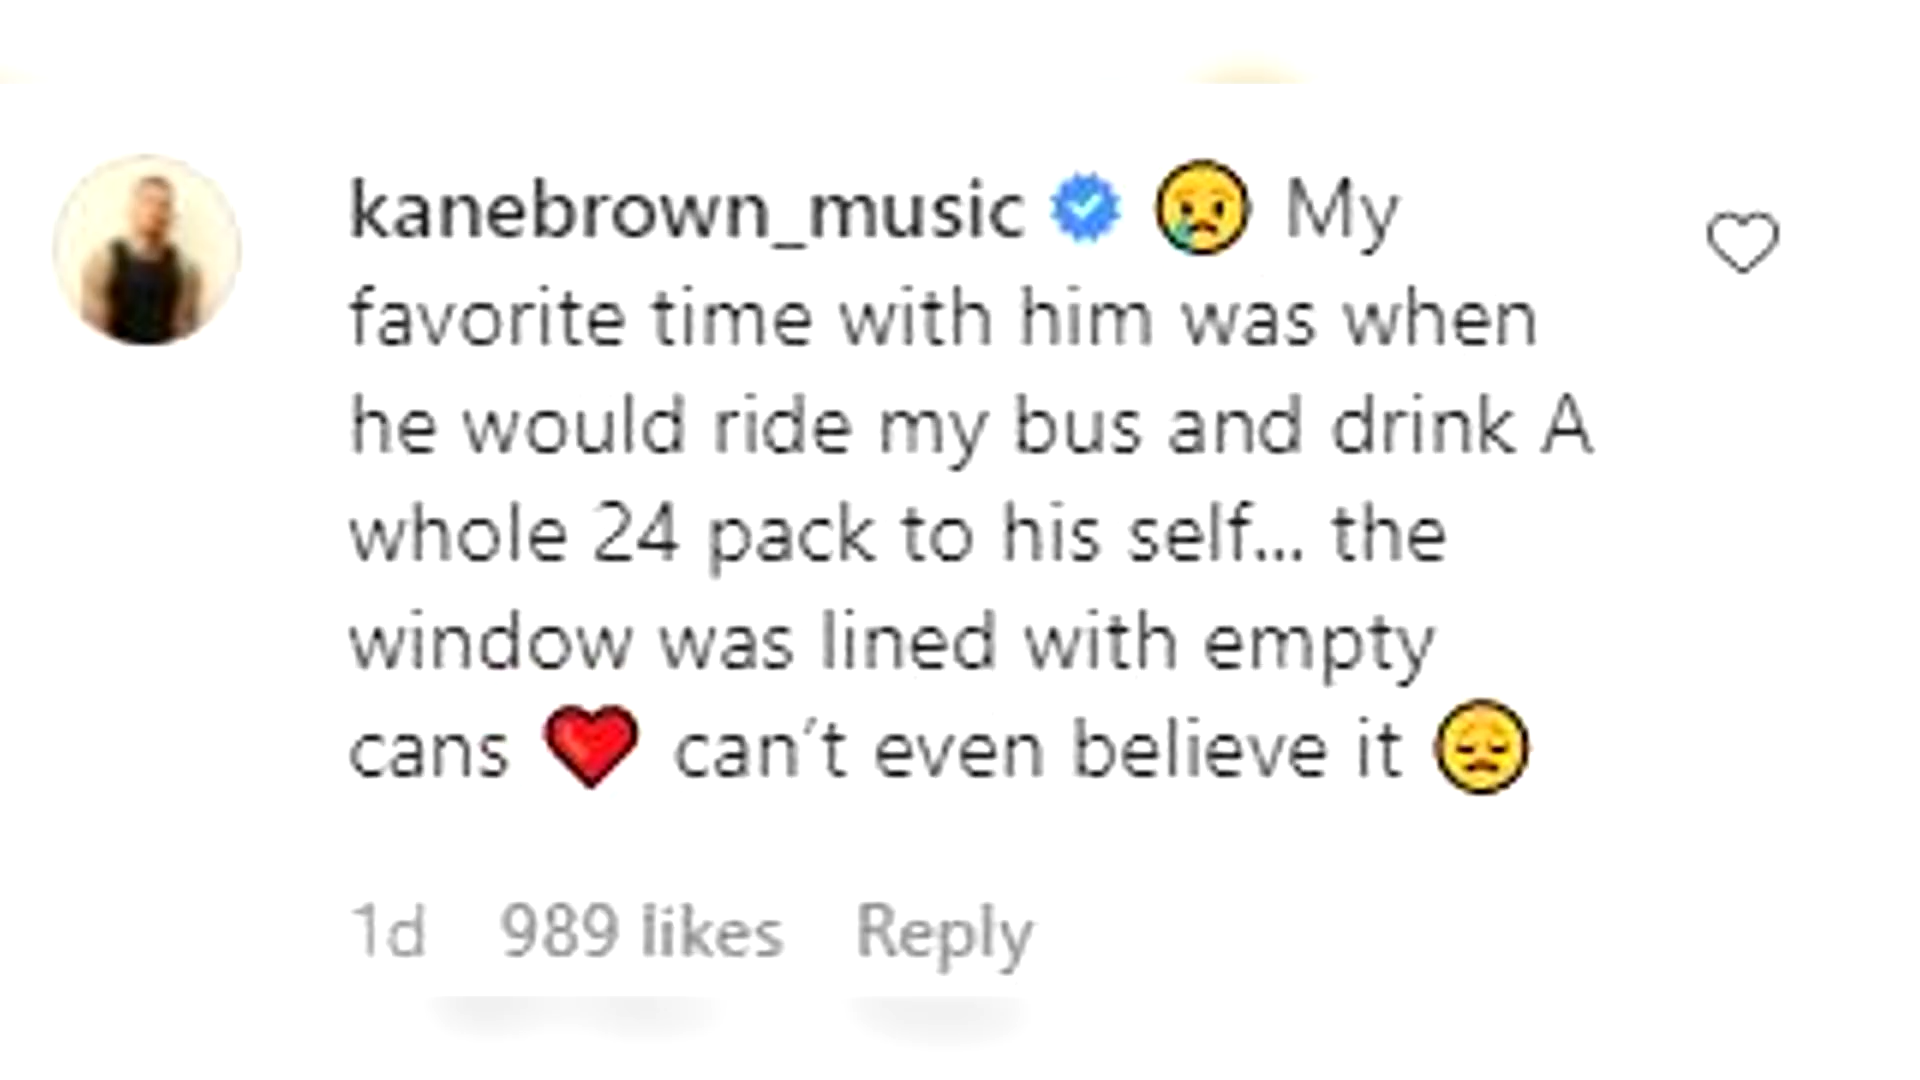 kanebrown_music 😢 My
favorite time with him was when
he would ride my bus and drink A
whole 24 pack to his self... the
window was lined with empty
cans ❤️ can't even believe it 😞
1d 989 likes Reply